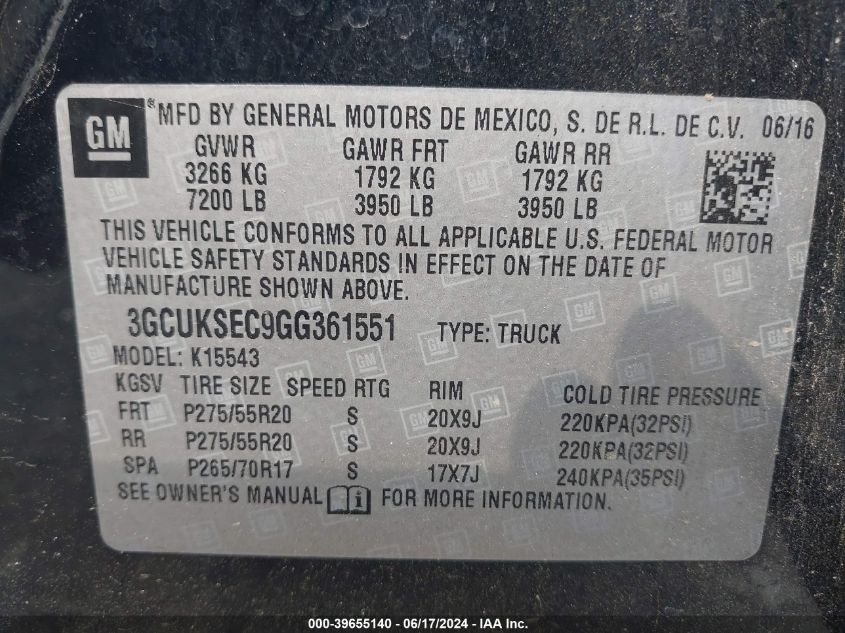 GM ® MFD BY GENERAL MOTORS DE MEXICO, S. DE R.L. DE C.V. 06/16
GVWR GAWR FRT GAWR RR
3266 KG 1792 KG 1792 KG
7200 LB 3950 LB 3950 LB
THIS VEHICLE CONFORMS TO ALL APPLICABLE U.S. FEDERAL MOTOR
VEHICLE SAFETY STANDARDS IN EFFECT ON THE DATE OF
MANUFACTURE SHOWN ABOVE.
3GCUKSEC9GG361551 TYPE: TRUCK
MODEL: K15543
KGSV TIRE SIZE SPEED RTG RIM COLD TIRE PRESSURE
FRT P275/55R20 S 20X9J 220KPA(32PSI)
RR P275/55R20 S 20X9J 220KPA(32PSI)
SPA P265/70R17 S 17X7J 240KPA(35PSI)
SEE OWNER'S MANUAL i FOR MORE INFORMATION.
000-39655140 - 06/17/2024 - IAAI.com